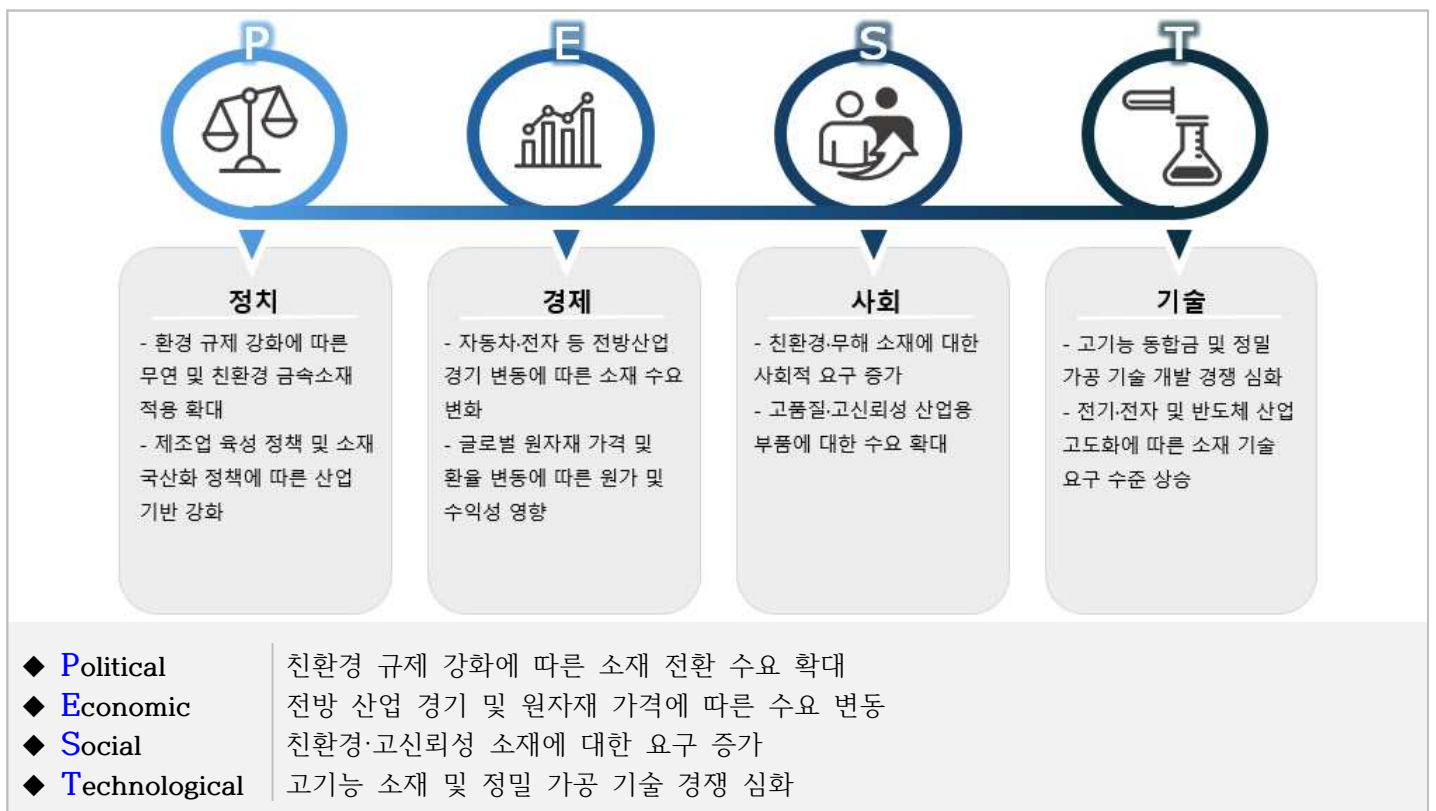 P E S T
정치
- 환경 규제 강화에 따른
무연 및 친환경 금속소재
적용 확대
- 제조업 육성 정책 및 소재
국산화 정책에 따른 산업
기반 강화
경제
- 자동차·전자 등 전방산업
경기 변동에 따른 소재 수요
변화
- 글로벌 원자재 가격 및
환율 변동에 따른 원가 및
수익성 영향
사회
- 친환경·무해 소재에 대한
사회적 요구 증가
- 고품질·고신뢰성 산업용
부품에 대한 수요 확대
기술
- 고기능 동합금 및 정밀
가공 기술 개발 경쟁 심화
- 전기·전자 및 반도체 산업
고도화에 따른 소재 기술
요구 수준 상승
◆ Political 친환경 규제 강화에 따른 소재 전환 수요 확대
◆ Economic 전방 산업 경기 및 원자재 가격에 따른 수요 변동
◆ Social 친환경·고신뢰성 소재에 대한 요구 증가
◆ Technological 고기능 소재 및 정밀 가공 기술 경쟁 심화